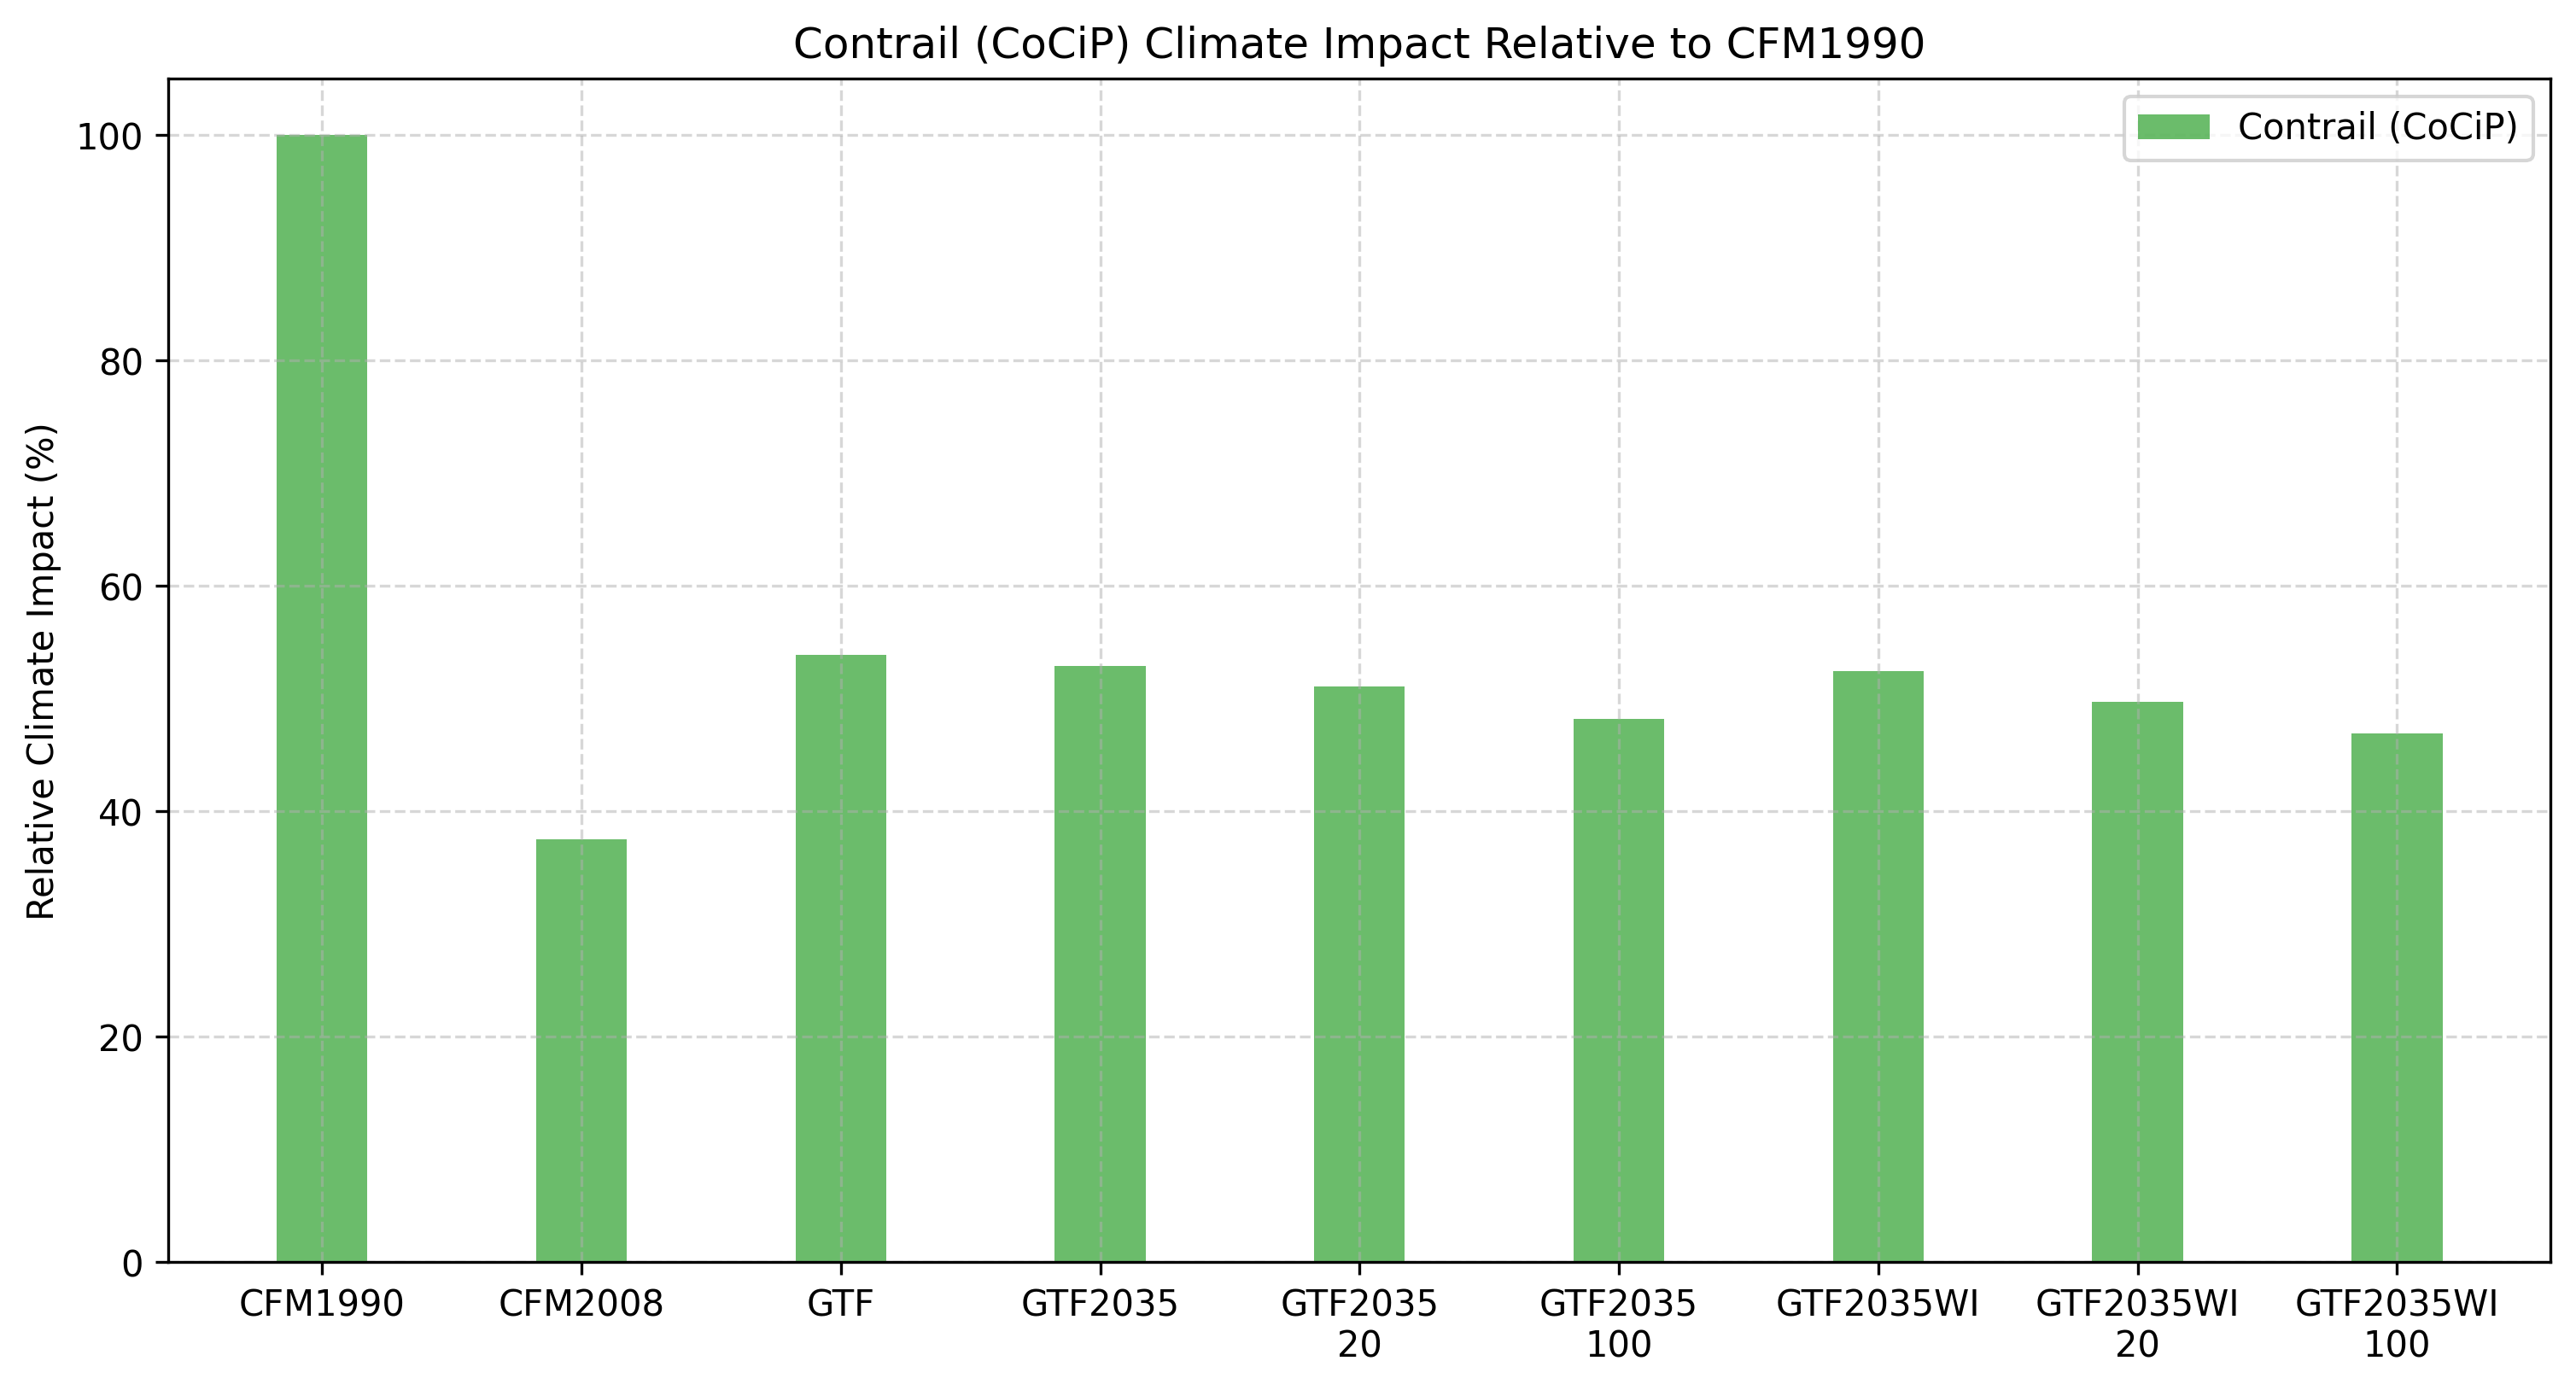 Contrail (CoCiP) Climate Impact Relative to CFM1990
Contrail (CoCiP)
Relative Climate Impact (%)
100
80
60
40
20
0
CFM1990 CFM2008 GTF GTF2035 GTF2035 GTF2035 GTF2035WI GTF2035WI GTF2035WI
20 100 20 100